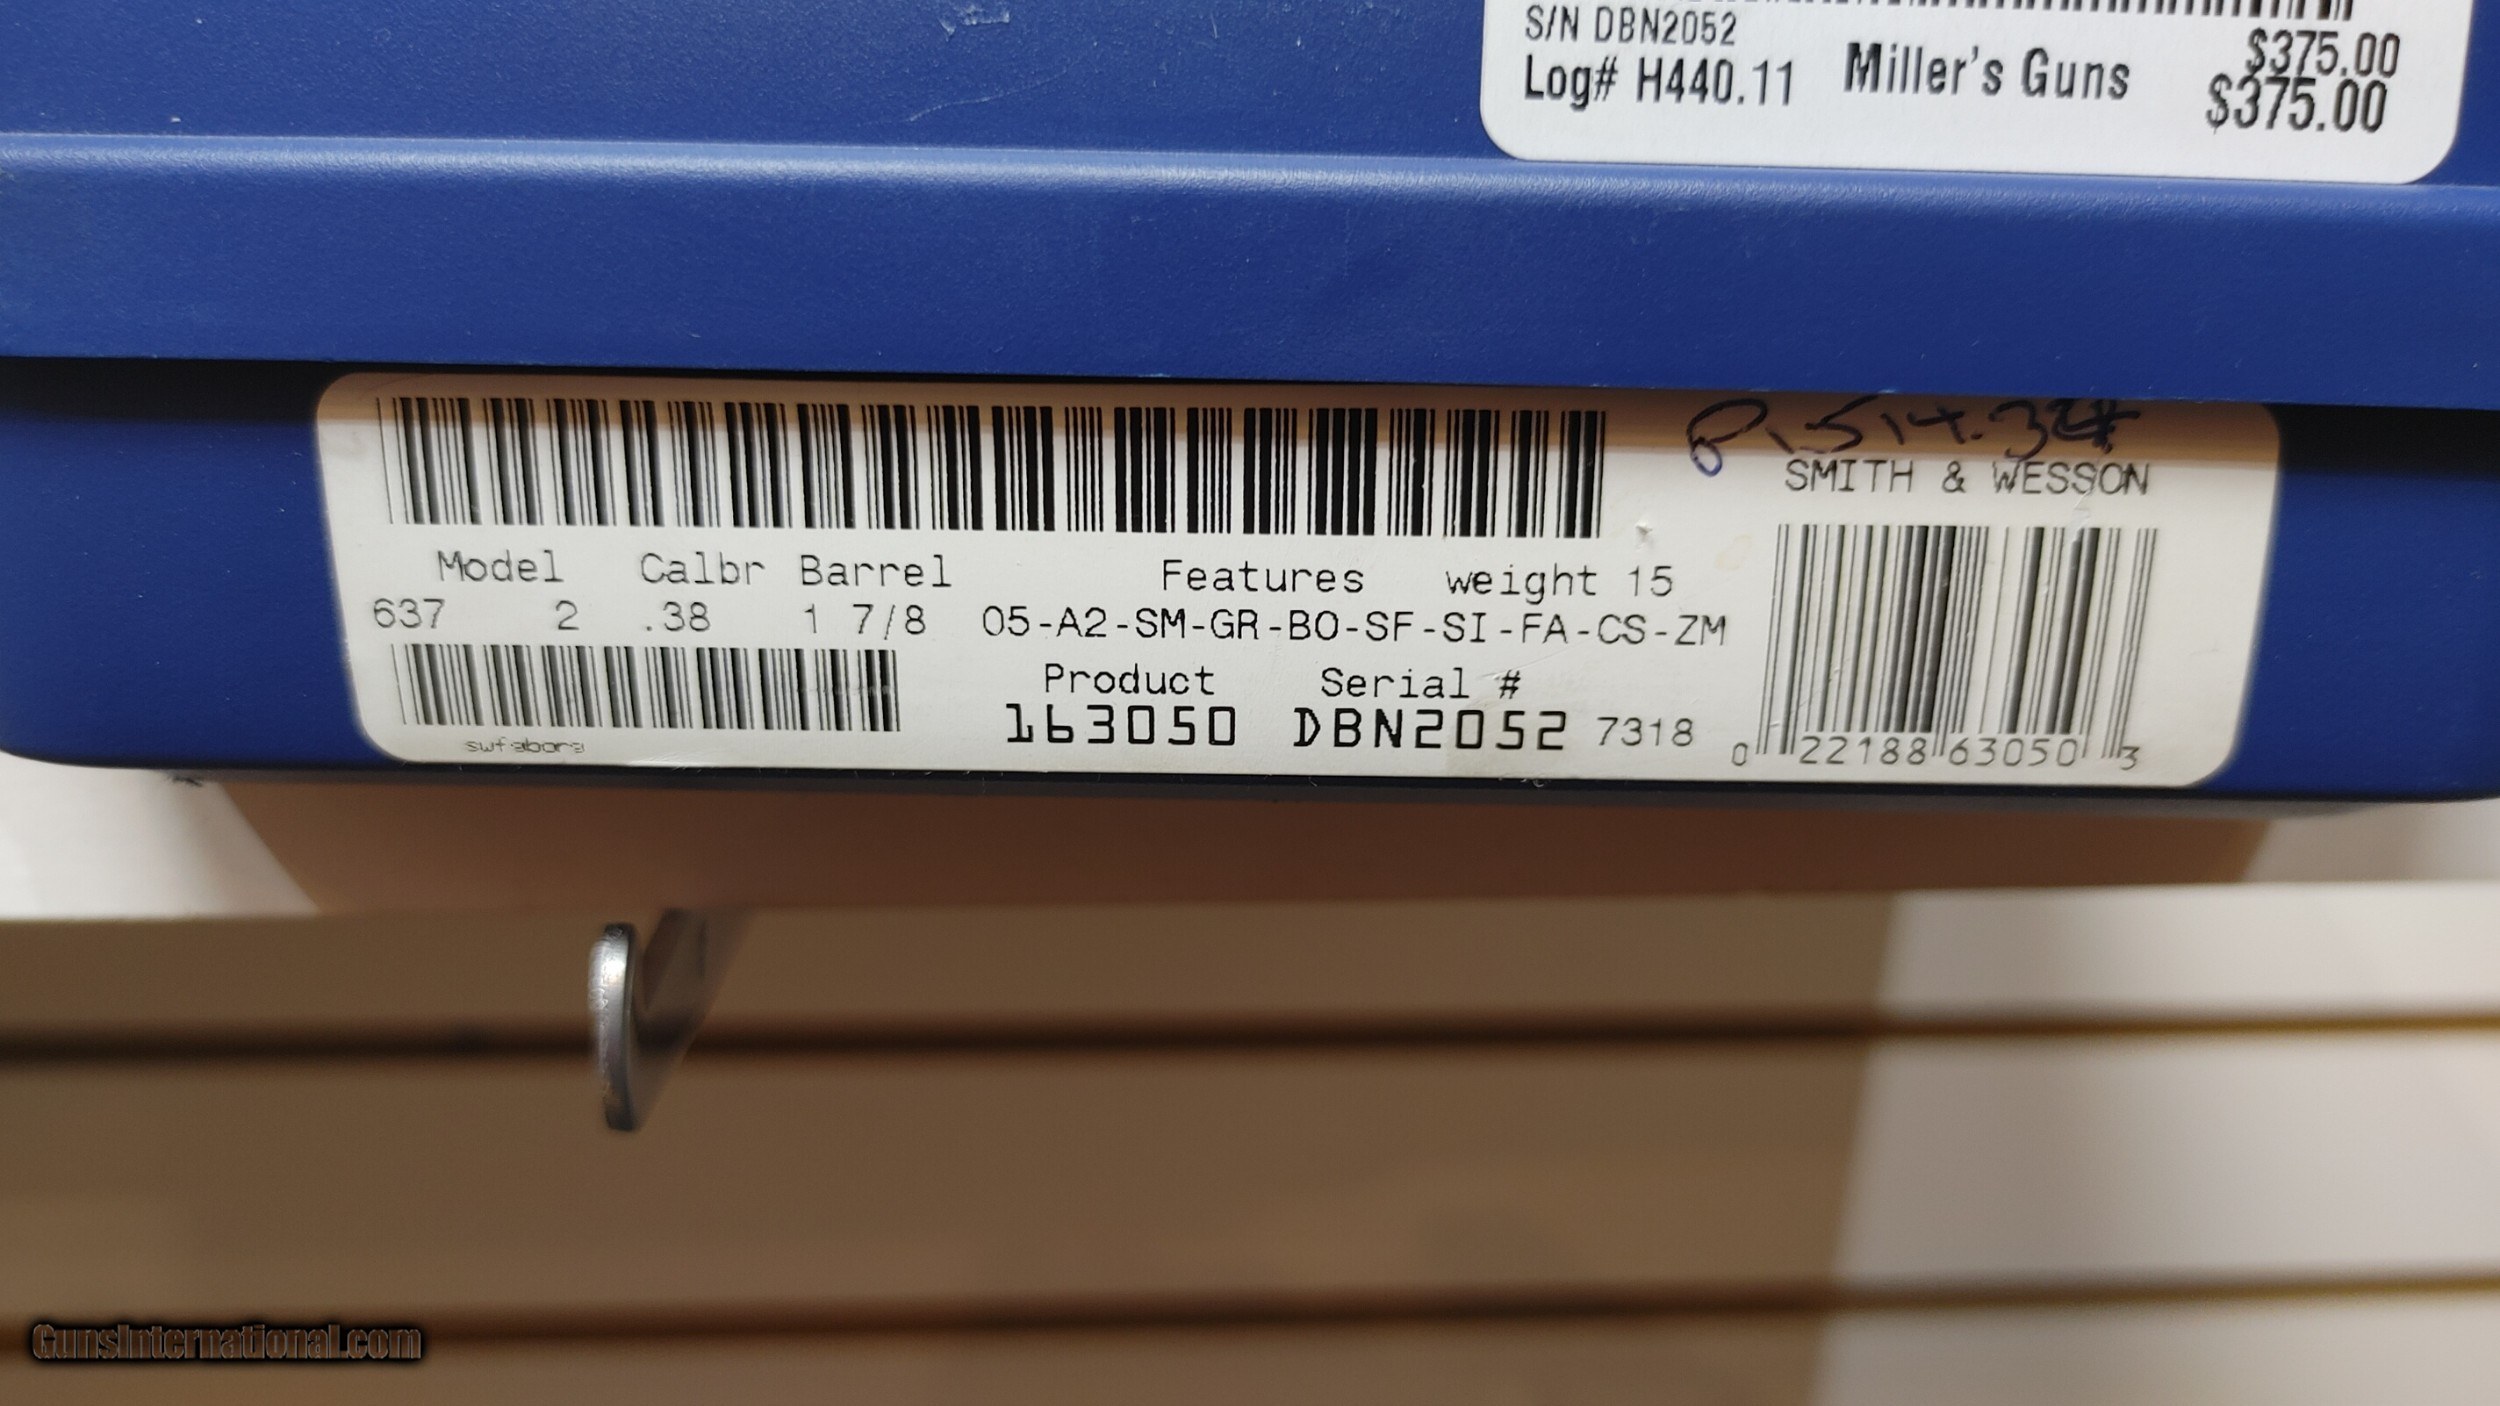 S/N DBN2052
$375.00
Log# H440.11 Miller's Guns $375.00
SMITH & WESSON
Model Calbr Barrel Features weight 15
637 2 .38 1 7/8 05-A2-SM-GR-BO-SF-SI-FA-CS-ZM
Product Serial #
163050 DBN2052 7318
swfabora
0 22188 63050 3
GunsInternational.com